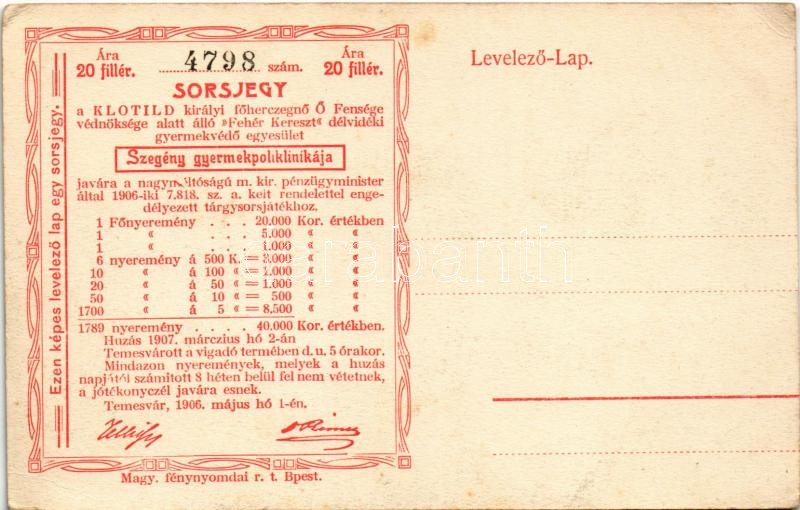 Ára 20 fillér.
4798 szám.
Ára 20 fillér.
SORSJEGY
a KLOTILD királyi főherczegnő Ő Fensége
védnöksége alatt álló »Fehér Kereszt« délvidéki
gyermekvédő egyesület
Szegény gyermekpoliklinikája
javára a nagyméltóságú m. kir. pénzügyminister
által 1906-iki 7.818. sz. a. kelt rendelettel enge-
délyezett tárgysorsjátékhoz.
1 Főnyeremény . . . 20.000 Kor. értékben
1 « . . . 5.000 « «
1 « . . . 1.000 « «
6 nyeremény á 500 K. = 3.000 « «
10 « á 100 « = 1.000 « «
20 « á 50 « = 1.000 « «
50 « á 10 « = 500 « «
1700 « á 5 « = 8.500 « «
1789 nyeremény . . . . 40.000 Kor. értékben.
Huzás 1907. márczius hó 2-án
Temesvárott a vigadó termében d. u. 5 órakor.
Mindazon nyeremények, melyek a huzás
napjától számitott 8 héten belül fel nem vétetnek,
a jótékonyczél javára esnek.
Temesvár, 1906. május hó 1-én.
Magy. fénynyomdai r. t. Bpest.
Ezen képes levelező lap egy sorsjegy.
Levelező-Lap.
darabanth